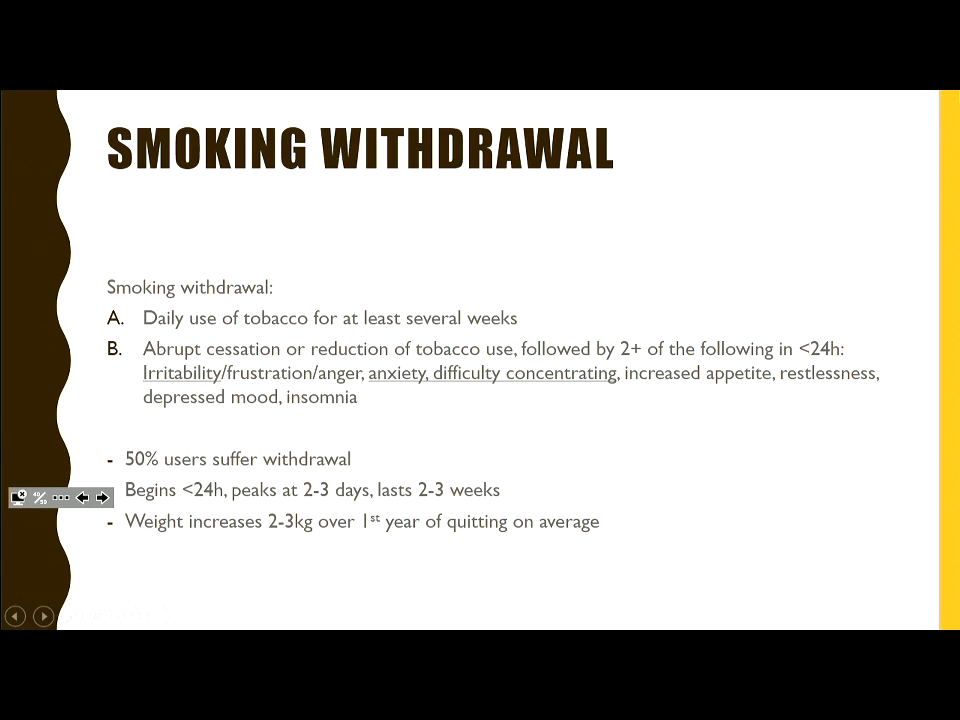 SMOKING WITHDRAWAL
Smoking withdrawal:
A. Daily use of tobacco for at least several weeks
B. Abrupt cessation or reduction of tobacco use, followed by 2+ of the following in <24h:
Irritability/frustration/anger, anxiety, difficulty concentrating, increased appetite, restlessness,
depressed mood, insomnia
- 50% users suffer withdrawal
Begins <24h, peaks at 2-3 days, lasts 2-3 weeks
- Weight increases 2-3kg over 1st year of quitting on average